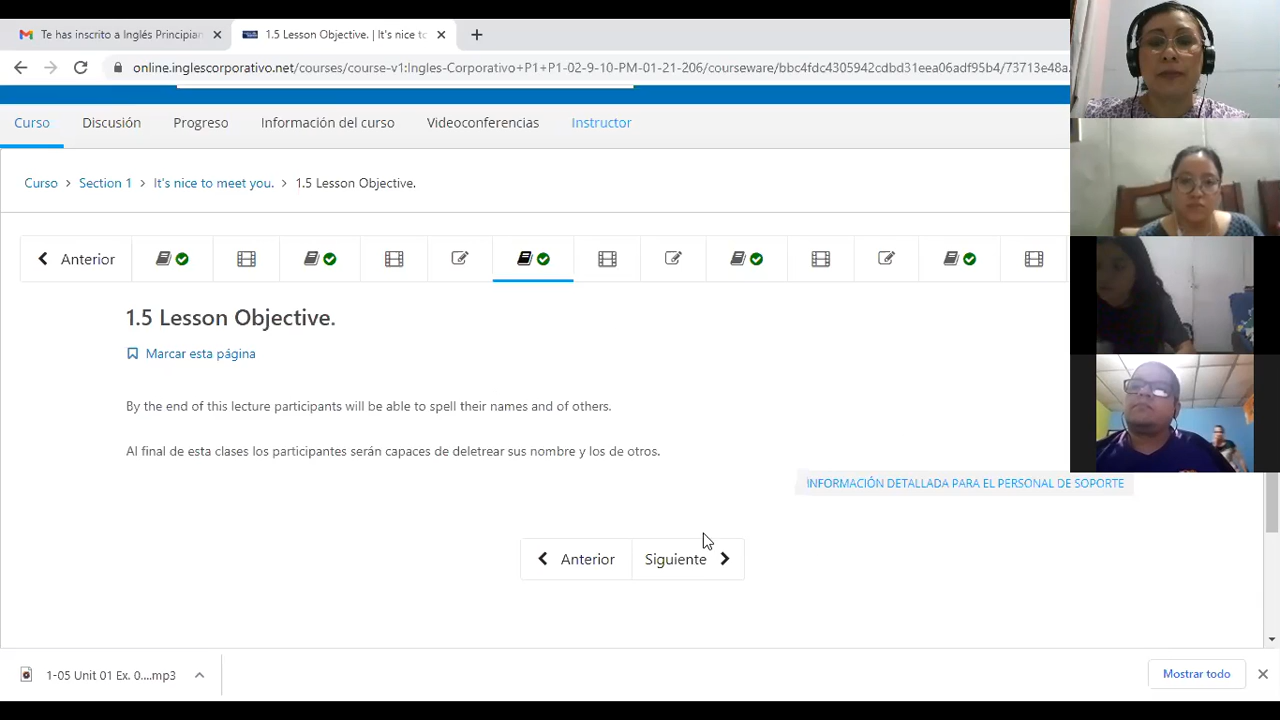 Te has inscrito a Inglés Principian
1.5 Lesson Objective. | It's nice to
online.inglescorporativo.net/courses/course-v1:Ingles-Corporativo+P1+P1-02-9-10-PM-01-21-206/courseware/bbc4fdc4305942cdbd31eea06adf95b4/73713e48a
Curso Discusión Progreso Información del curso Videoconferencias Instructor
Curso > Section 1 > It's nice to meet you. > 1.5 Lesson Objective.
Anterior
1.5 Lesson Objective.
Marcar esta página
By the end of this lecture participants will be able to spell their names and of others.
Al final de esta clases los participantes serán capaces de deletrear sus nombre y los de otros.
INFORMACIÓN DETALLADA PARA EL PERSONAL DE SOPORTE
Anterior Siguiente
1-05 Unit 01 Ex. 0....mp3
Mostrar todo